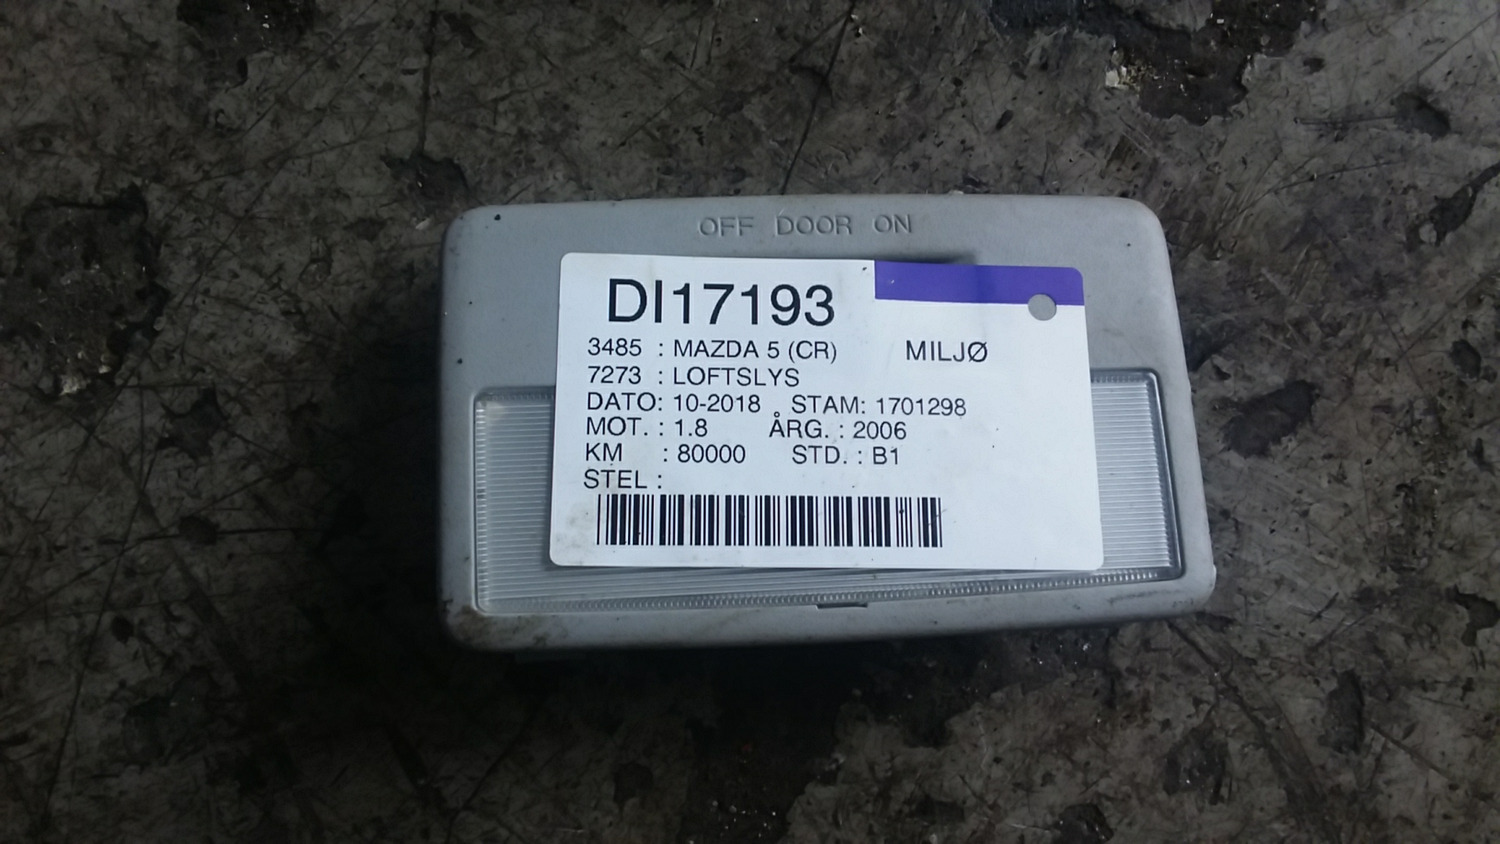 OFF DOOR ON
DI17193
3485 : MAZDA 5 (CR) MILJØ
7273 : LOFTSLYS
DATO: 10-2018 STAM: 1701298
MOT. : 1.8 ÅRG. : 2006
KM : 80000 STD. : B1
STEL :